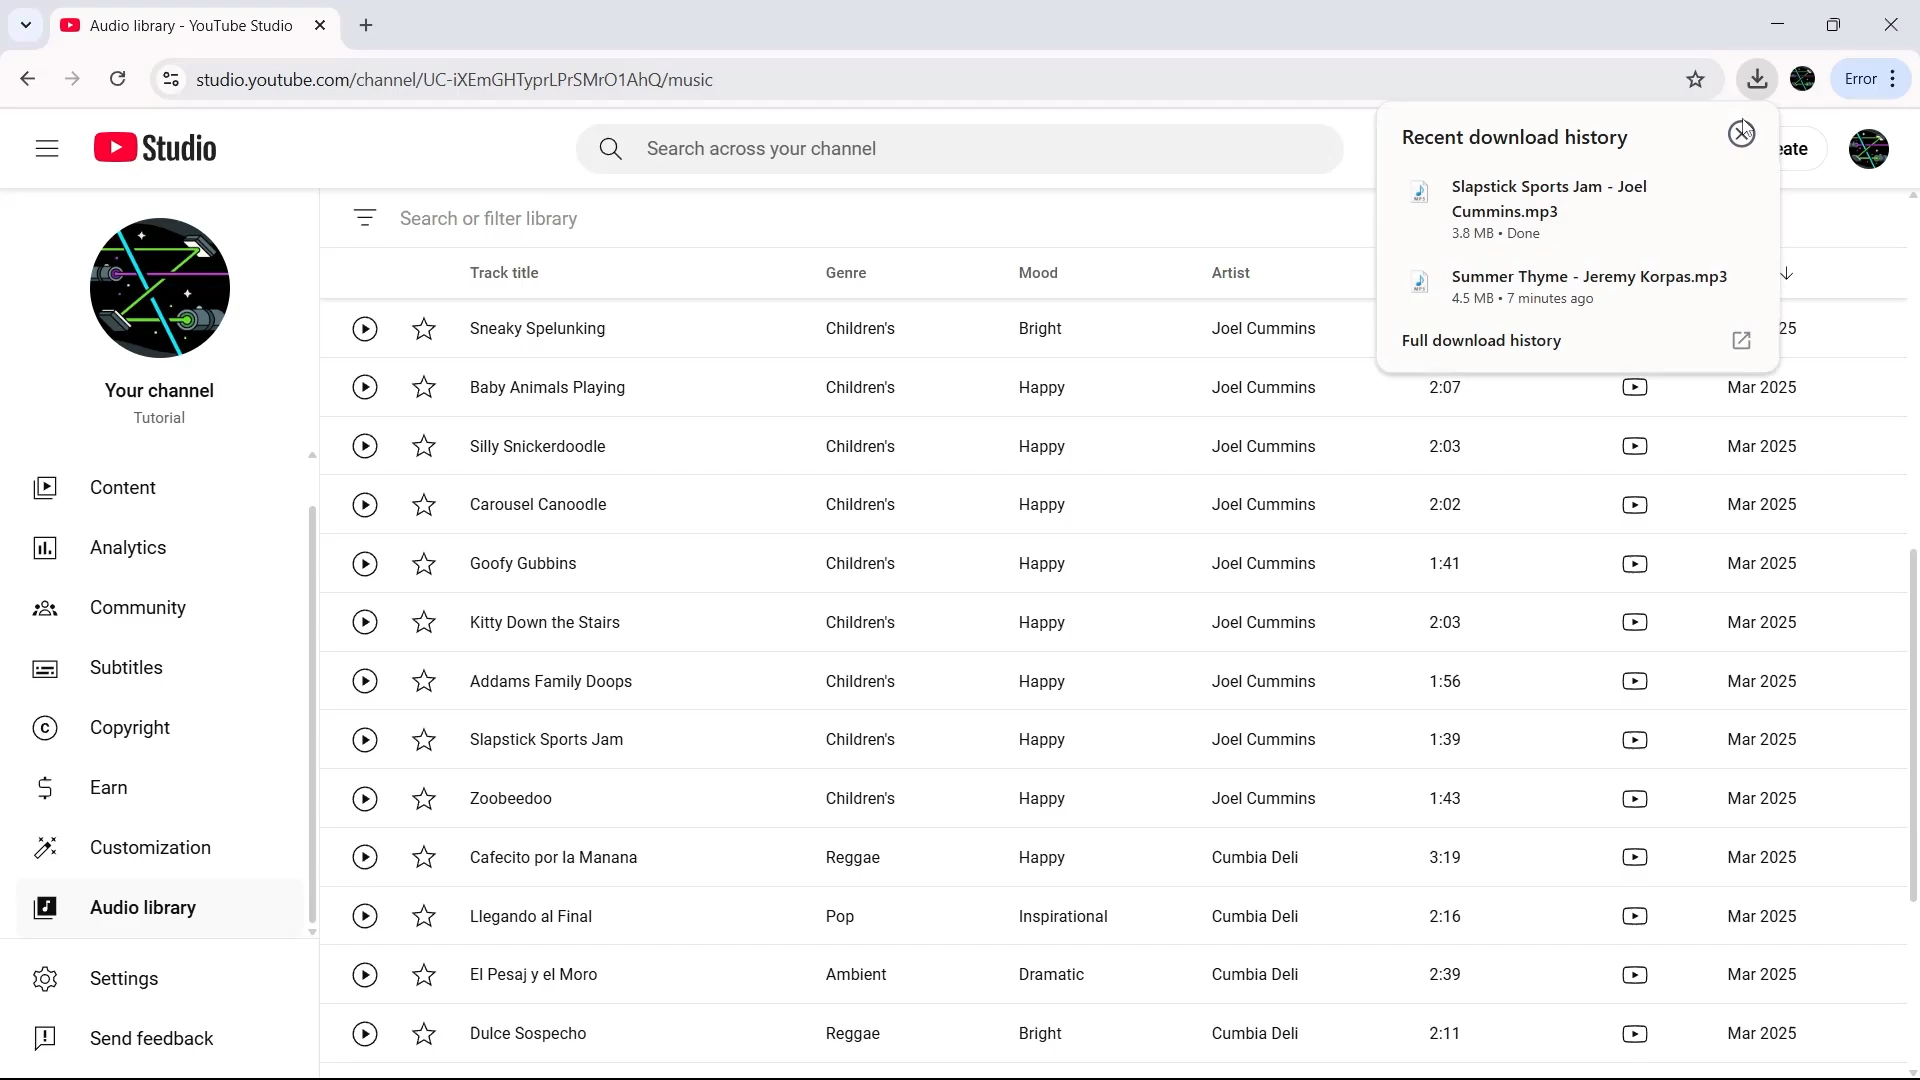 Audio library - YouTube Studio
studio.youtube.com/channel/UC-iXEmGHTyprLPrSMrO1AhQ/music
Error
Studio
Search across your channel
eate
Recent download history
Slapstick Sports Jam - Joel
Cummins.mp3
3.8 MB • Done
Summer Thyme - Jeremy Korpas.mp3
4.5 MB • 7 minutes ago
Full download history
Your channel
Tutorial
Content
Analytics
Community
Subtitles
Copyright
Earn
Customization
Audio library
Settings
Send feedback
Search or filter library
Track title Genre Mood Artist
Sneaky Spelunking Children's Bright Joel Cummins 25
Baby Animals Playing Children's Happy Joel Cummins 2:07 Mar 2025
Silly Snickerdoodle Children's Happy Joel Cummins 2:03 Mar 2025
Carousel Canoodle Children's Happy Joel Cummins 2:02 Mar 2025
Goofy Gubbins Children's Happy Joel Cummins 1:41 Mar 2025
Kitty Down the Stairs Children's Happy Joel Cummins 2:03 Mar 2025
Addams Family Doops Children's Happy Joel Cummins 1:56 Mar 2025
Slapstick Sports Jam Children's Happy Joel Cummins 1:39 Mar 2025
Zoobeedoo Children's Happy Joel Cummins 1:43 Mar 2025
Cafecito por la Manana Reggae Happy Cumbia Deli 3:19 Mar 2025
Llegando al Final Pop Inspirational Cumbia Deli 2:16 Mar 2025
El Pesaj y el Moro Ambient Dramatic Cumbia Deli 2:39 Mar 2025
Dulce Sospecho Reggae Bright Cumbia Deli 2:11 Mar 2025